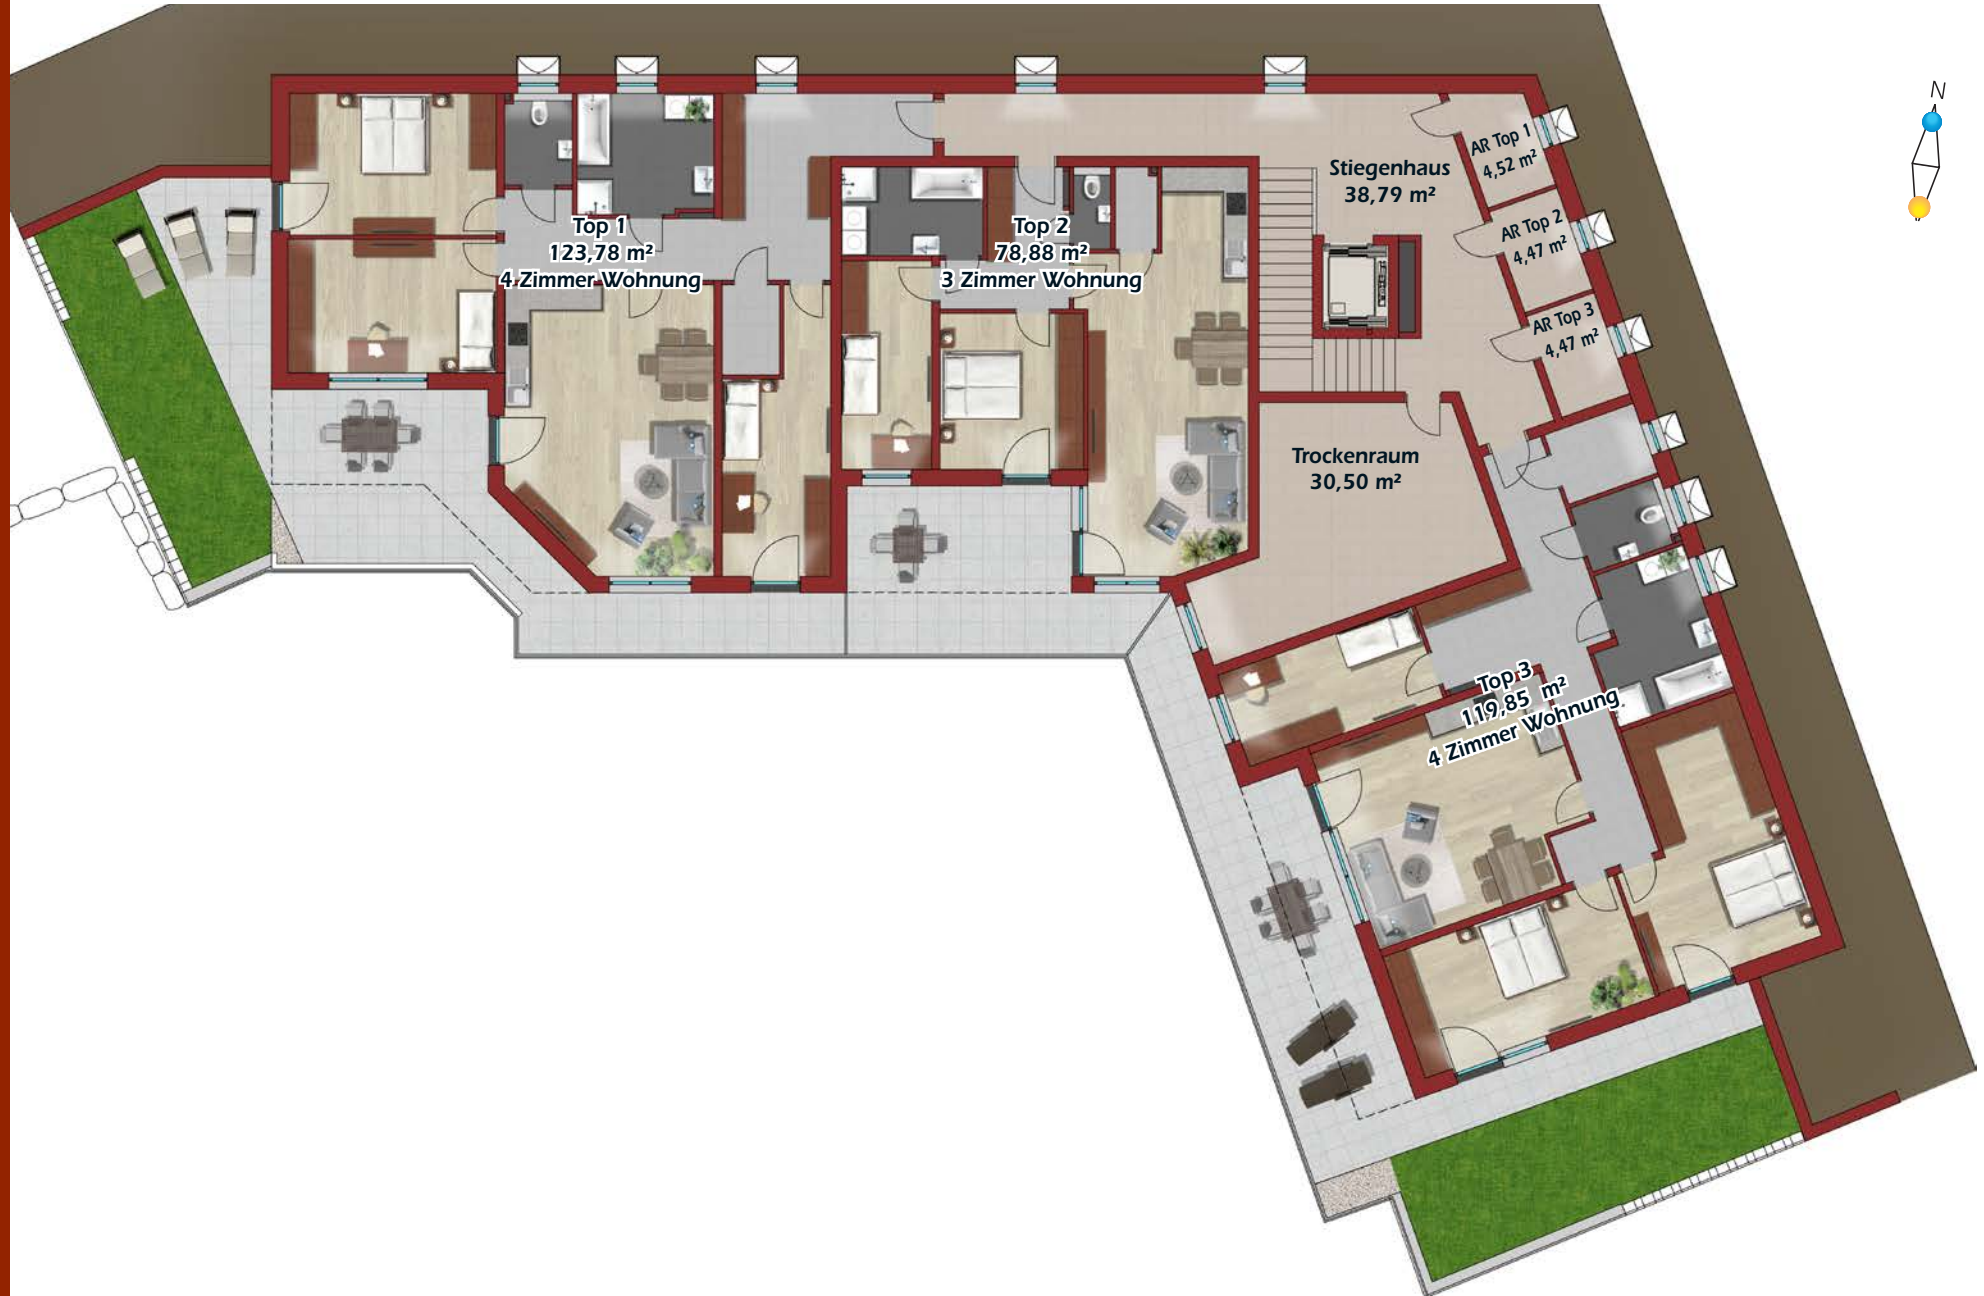 N
Top 1
123,78 m²
4 Zimmer Wohnung
Top 2
78,88 m²
3 Zimmer Wohnung
Stiegenhaus
38,79 m²
AR Top 1
4,52 m²
AR Top 2
4,47 m²
AR Top 3
4,47 m²
Trockenraum
30,50 m²
Top 3
119,85 m²
4 Zimmer Wohnung